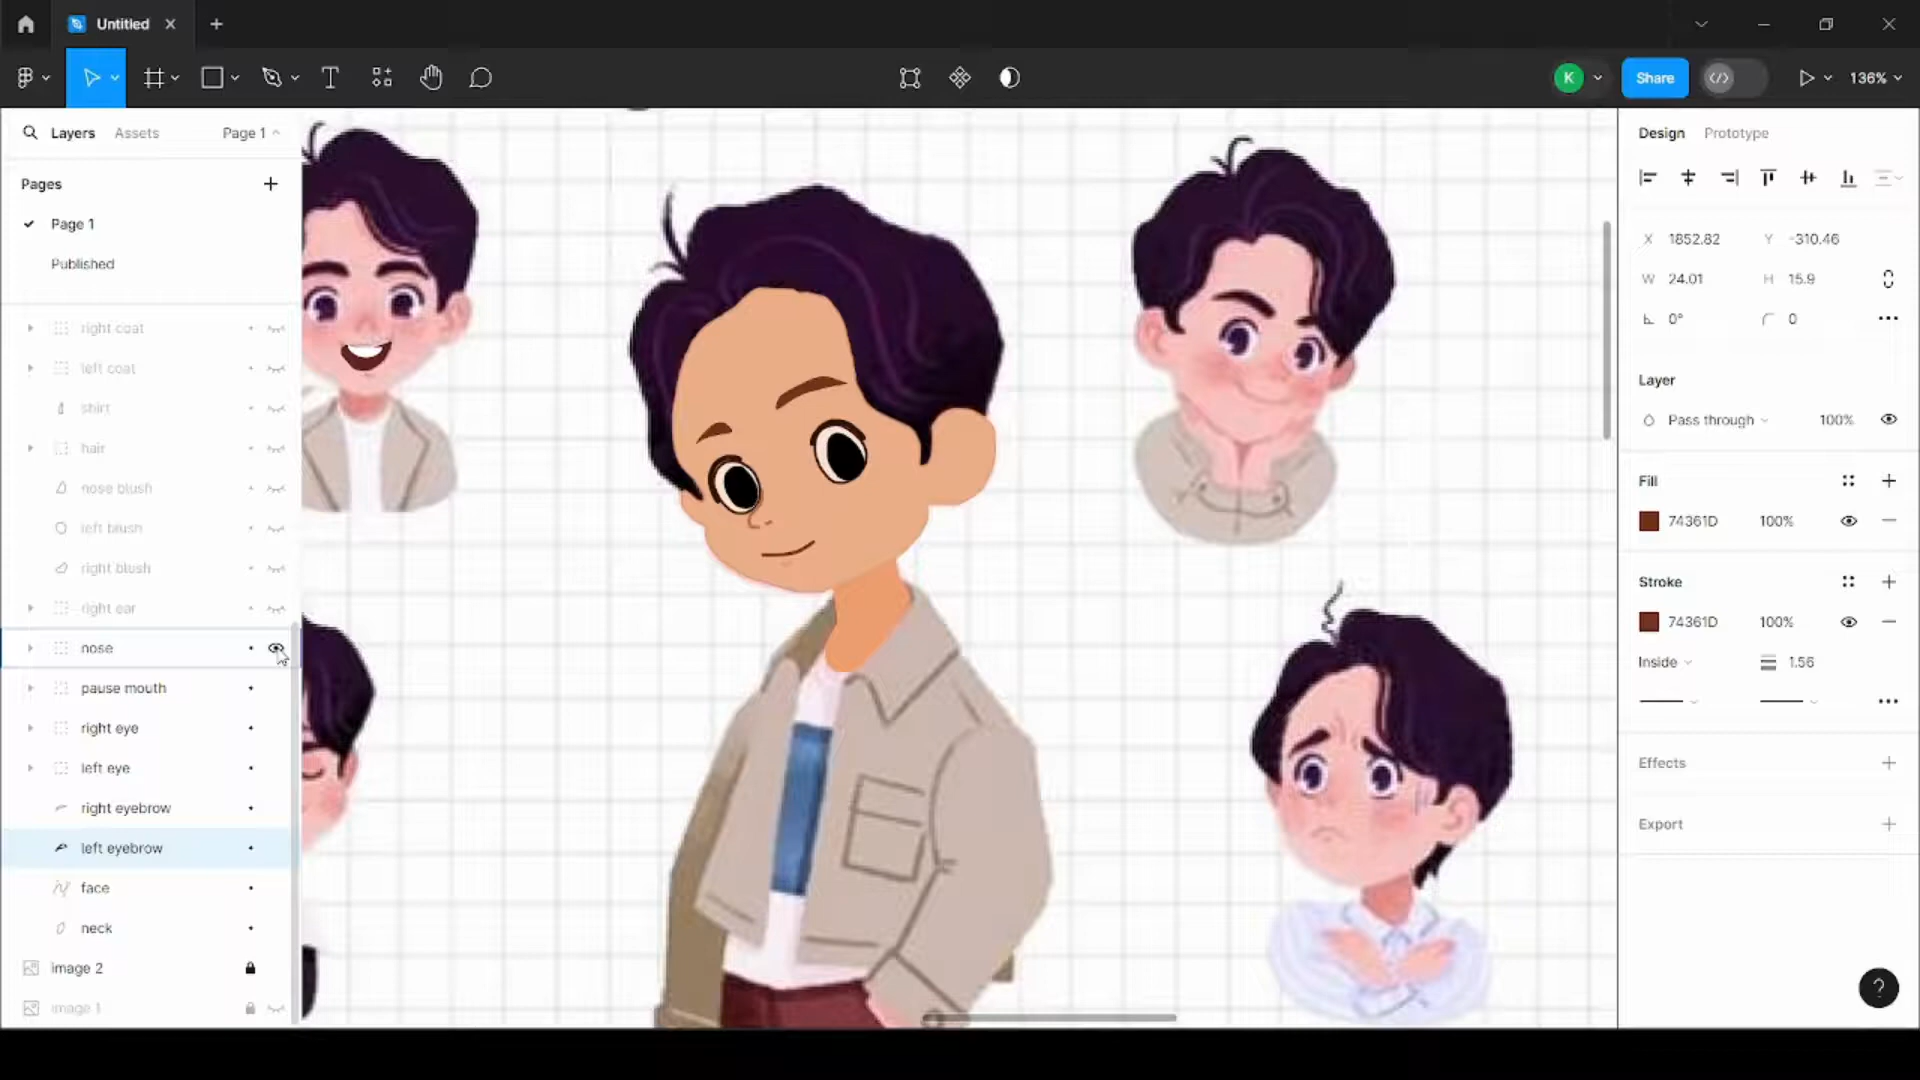 Untitled
K
Share
136%
Layers
Assets
Page 1
Pages
Page 1
Published
right coat
left coat
shirt
hair
nose blush
left blush
right blush
right ear
nose
pause mouth
right eye
left eye
right eyebrow
left eyebrow
face
neck
image 2
image 1
Design
Prototype
X 1852.82
Y -310.46
W 24.01
H 15.9
0°
0
Layer
Pass through
100%
Fill
74361D
100%
Stroke
74361D
100%
Inside
1.56
Effects
Export
?